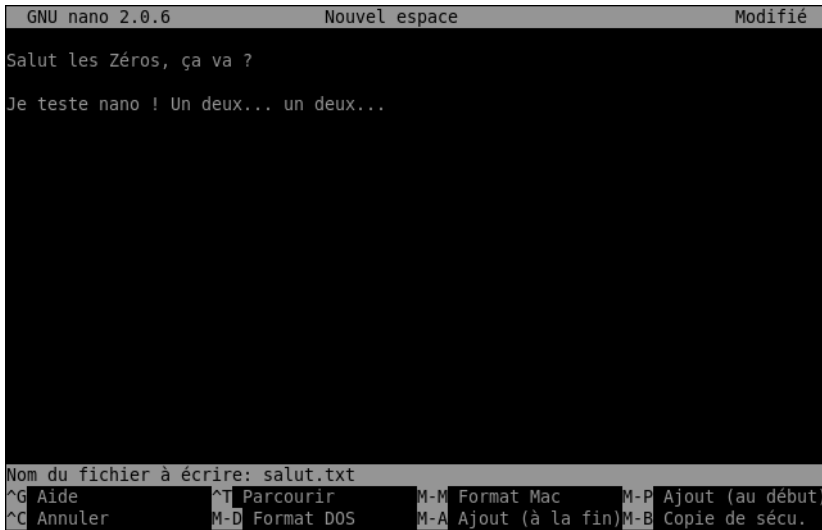 GNU nano 2.0.6 Nouvel espace Modifié
Salut les Zéros, ça va ?
Je teste nano ! Un deux... un deux...
Nom du fichier à écrire: salut.txt
^G Aide ^T Parcourir M-M Format Mac M-P Ajout (au début)
^C Annuler M-D Format DOS M-A Ajout (à la fin) M-B Copie de sécu.